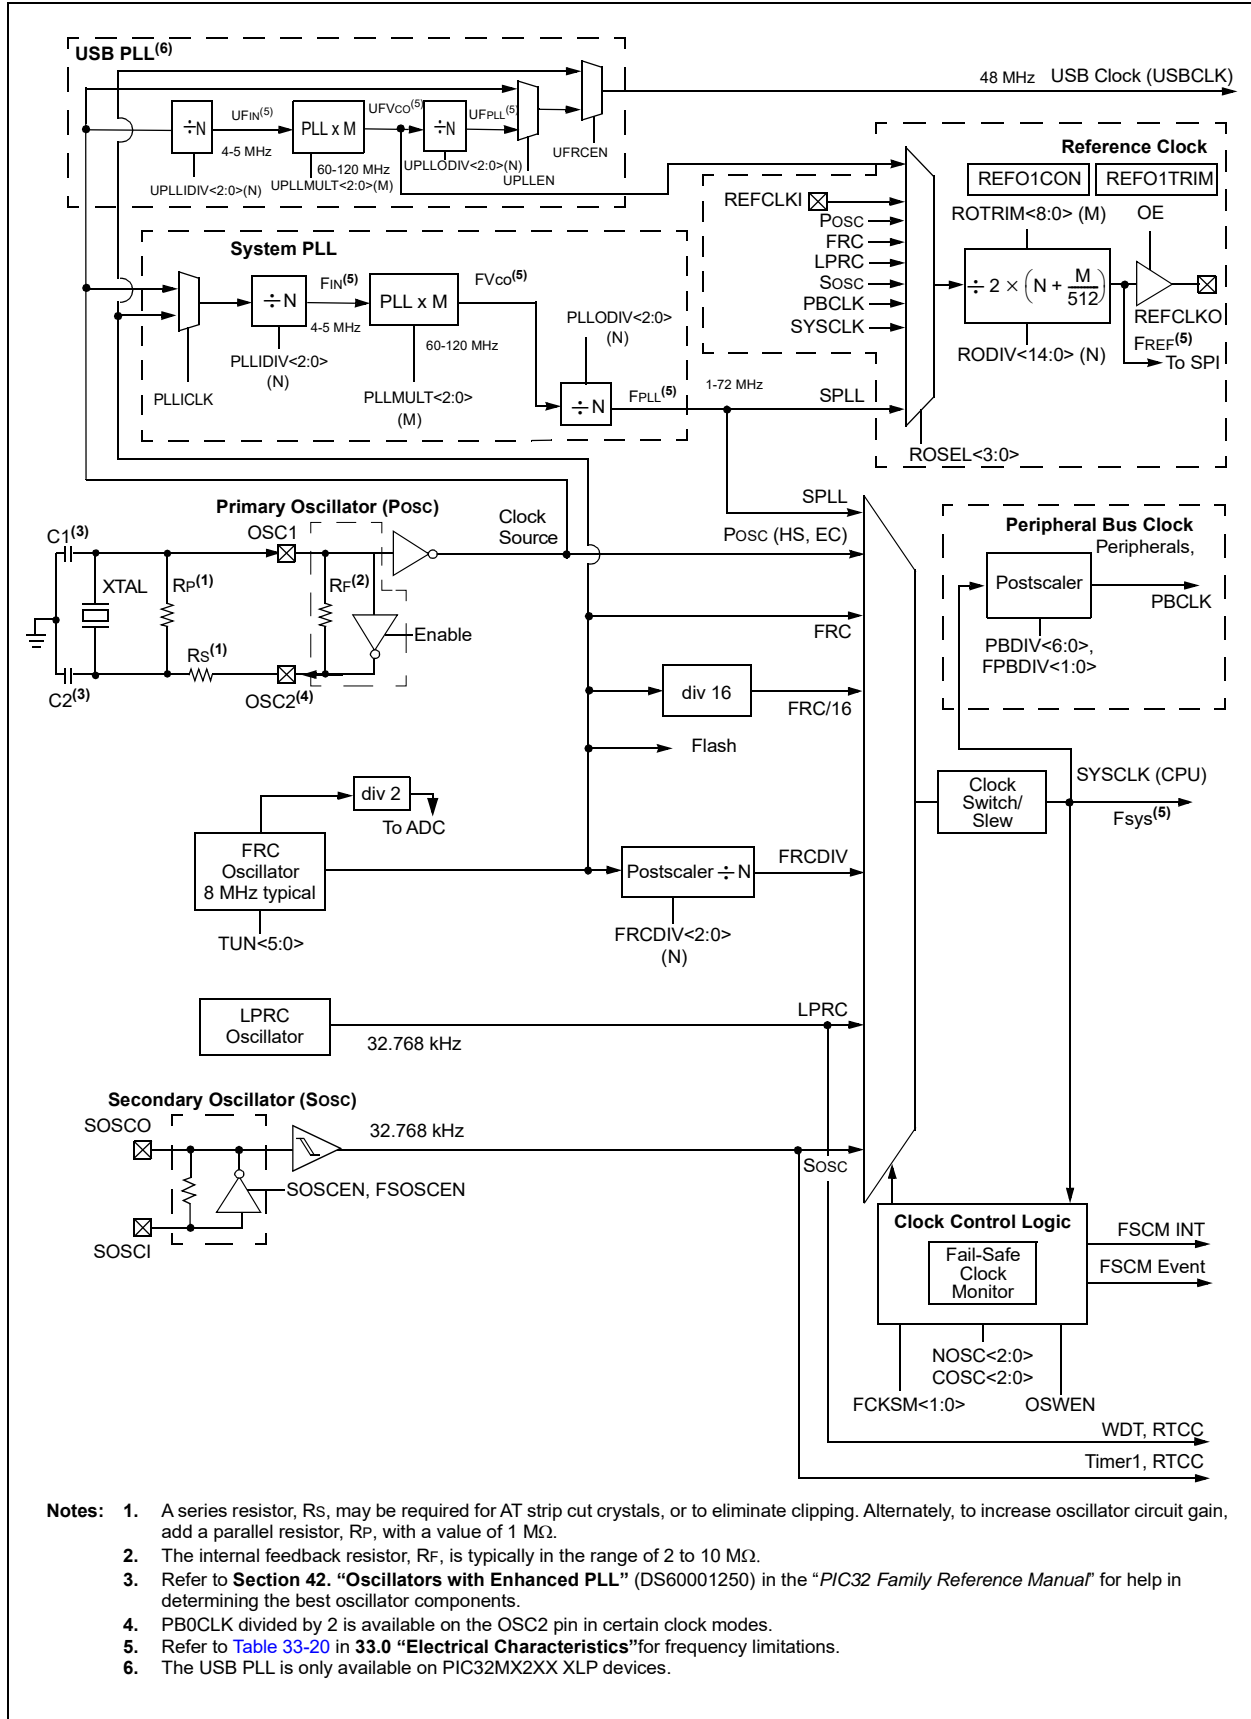 USB PLL(6)
48 MHz USB Clock (USBCLK)
UFIN(5)
UFVCO(5)
UFPLL(5)
÷N
PLL x M
÷N
4-5 MHz
60-120 MHz
UFRCEN
UPLLIDIV<2:0>(N)
UPLLMULT<2:0>(M)
UPLLODIV<2:0>(N)
UPLLEN
Reference Clock
REFO1CON
REFO1TRIM
REFCLKI
POSC
FRC
LPRC
SOSC
PBCLK
SYSCLK
ROTRIM<8:0> (M)
OE
÷ 2 × (N + M/512)
REFCLKO
RODIV<14:0> (N)
FREF(5)
To SPI
SPLL
ROSEL<3:0>
System PLL
FIN(5)
FVCO(5)
÷N
PLL x M
4-5 MHz
60-120 MHz
PLLODIV<2:0>
(N)
PLLIDIV<2:0>
(N)
PLLICLK
PLLMULT<2:0>
(M)
÷N
FPLL(5)
1-72 MHz
Primary Oscillator (POSC)
C1(3)
OSC1
Clock
Source
XTAL
RP(1)
RF(2)
Enable
RS(1)
C2(3)
OSC2(4)
SPLL
POSC (HS, EC)
FRC
div 16
FRC/16
Flash
Peripheral Bus Clock
Peripherals,
Postscaler
PBCLK
PBDIV<6:0>,
FPBDIV<1:0>
div 2
To ADC
FRC
Oscillator
8 MHz typical
TUN<5:0>
Postscaler ÷N
FRCDIV
FRCDIV<2:0>
(N)
Clock
Switch/
Slew
SYSCLK (CPU)
Fsys(5)
LPRC
Oscillator
32.768 kHz
LPRC
Secondary Oscillator (SOSC)
SOSCO
32.768 kHz
SOSC
SOSCEN, FSOSCEN
SOSCI
Clock Control Logic
Fail-Safe
Clock
Monitor
FSCM INT
FSCM Event
NOSC<2:0>
COSC<2:0>
FCKSM<1:0>
OSWEN
WDT, RTCC
Timer1, RTCC
Notes: 1. A series resistor, RS, may be required for AT strip cut crystals, or to eliminate clipping. Alternately, to increase oscillator circuit gain,
add a parallel resistor, RP, with a value of 1 MΩ.
2. The internal feedback resistor, RF, is typically in the range of 2 to 10 MΩ.
3. Refer to Section 42. “Oscillators with Enhanced PLL” (DS60001250) in the “PIC32 Family Reference Manual” for help in
determining the best oscillator components.
4. PB0CLK divided by 2 is available on the OSC2 pin in certain clock modes.
5. Refer to Table 33-20 in 33.0 “Electrical Characteristics”for frequency limitations.
6. The USB PLL is only available on PIC32MX2XX XLP devices.